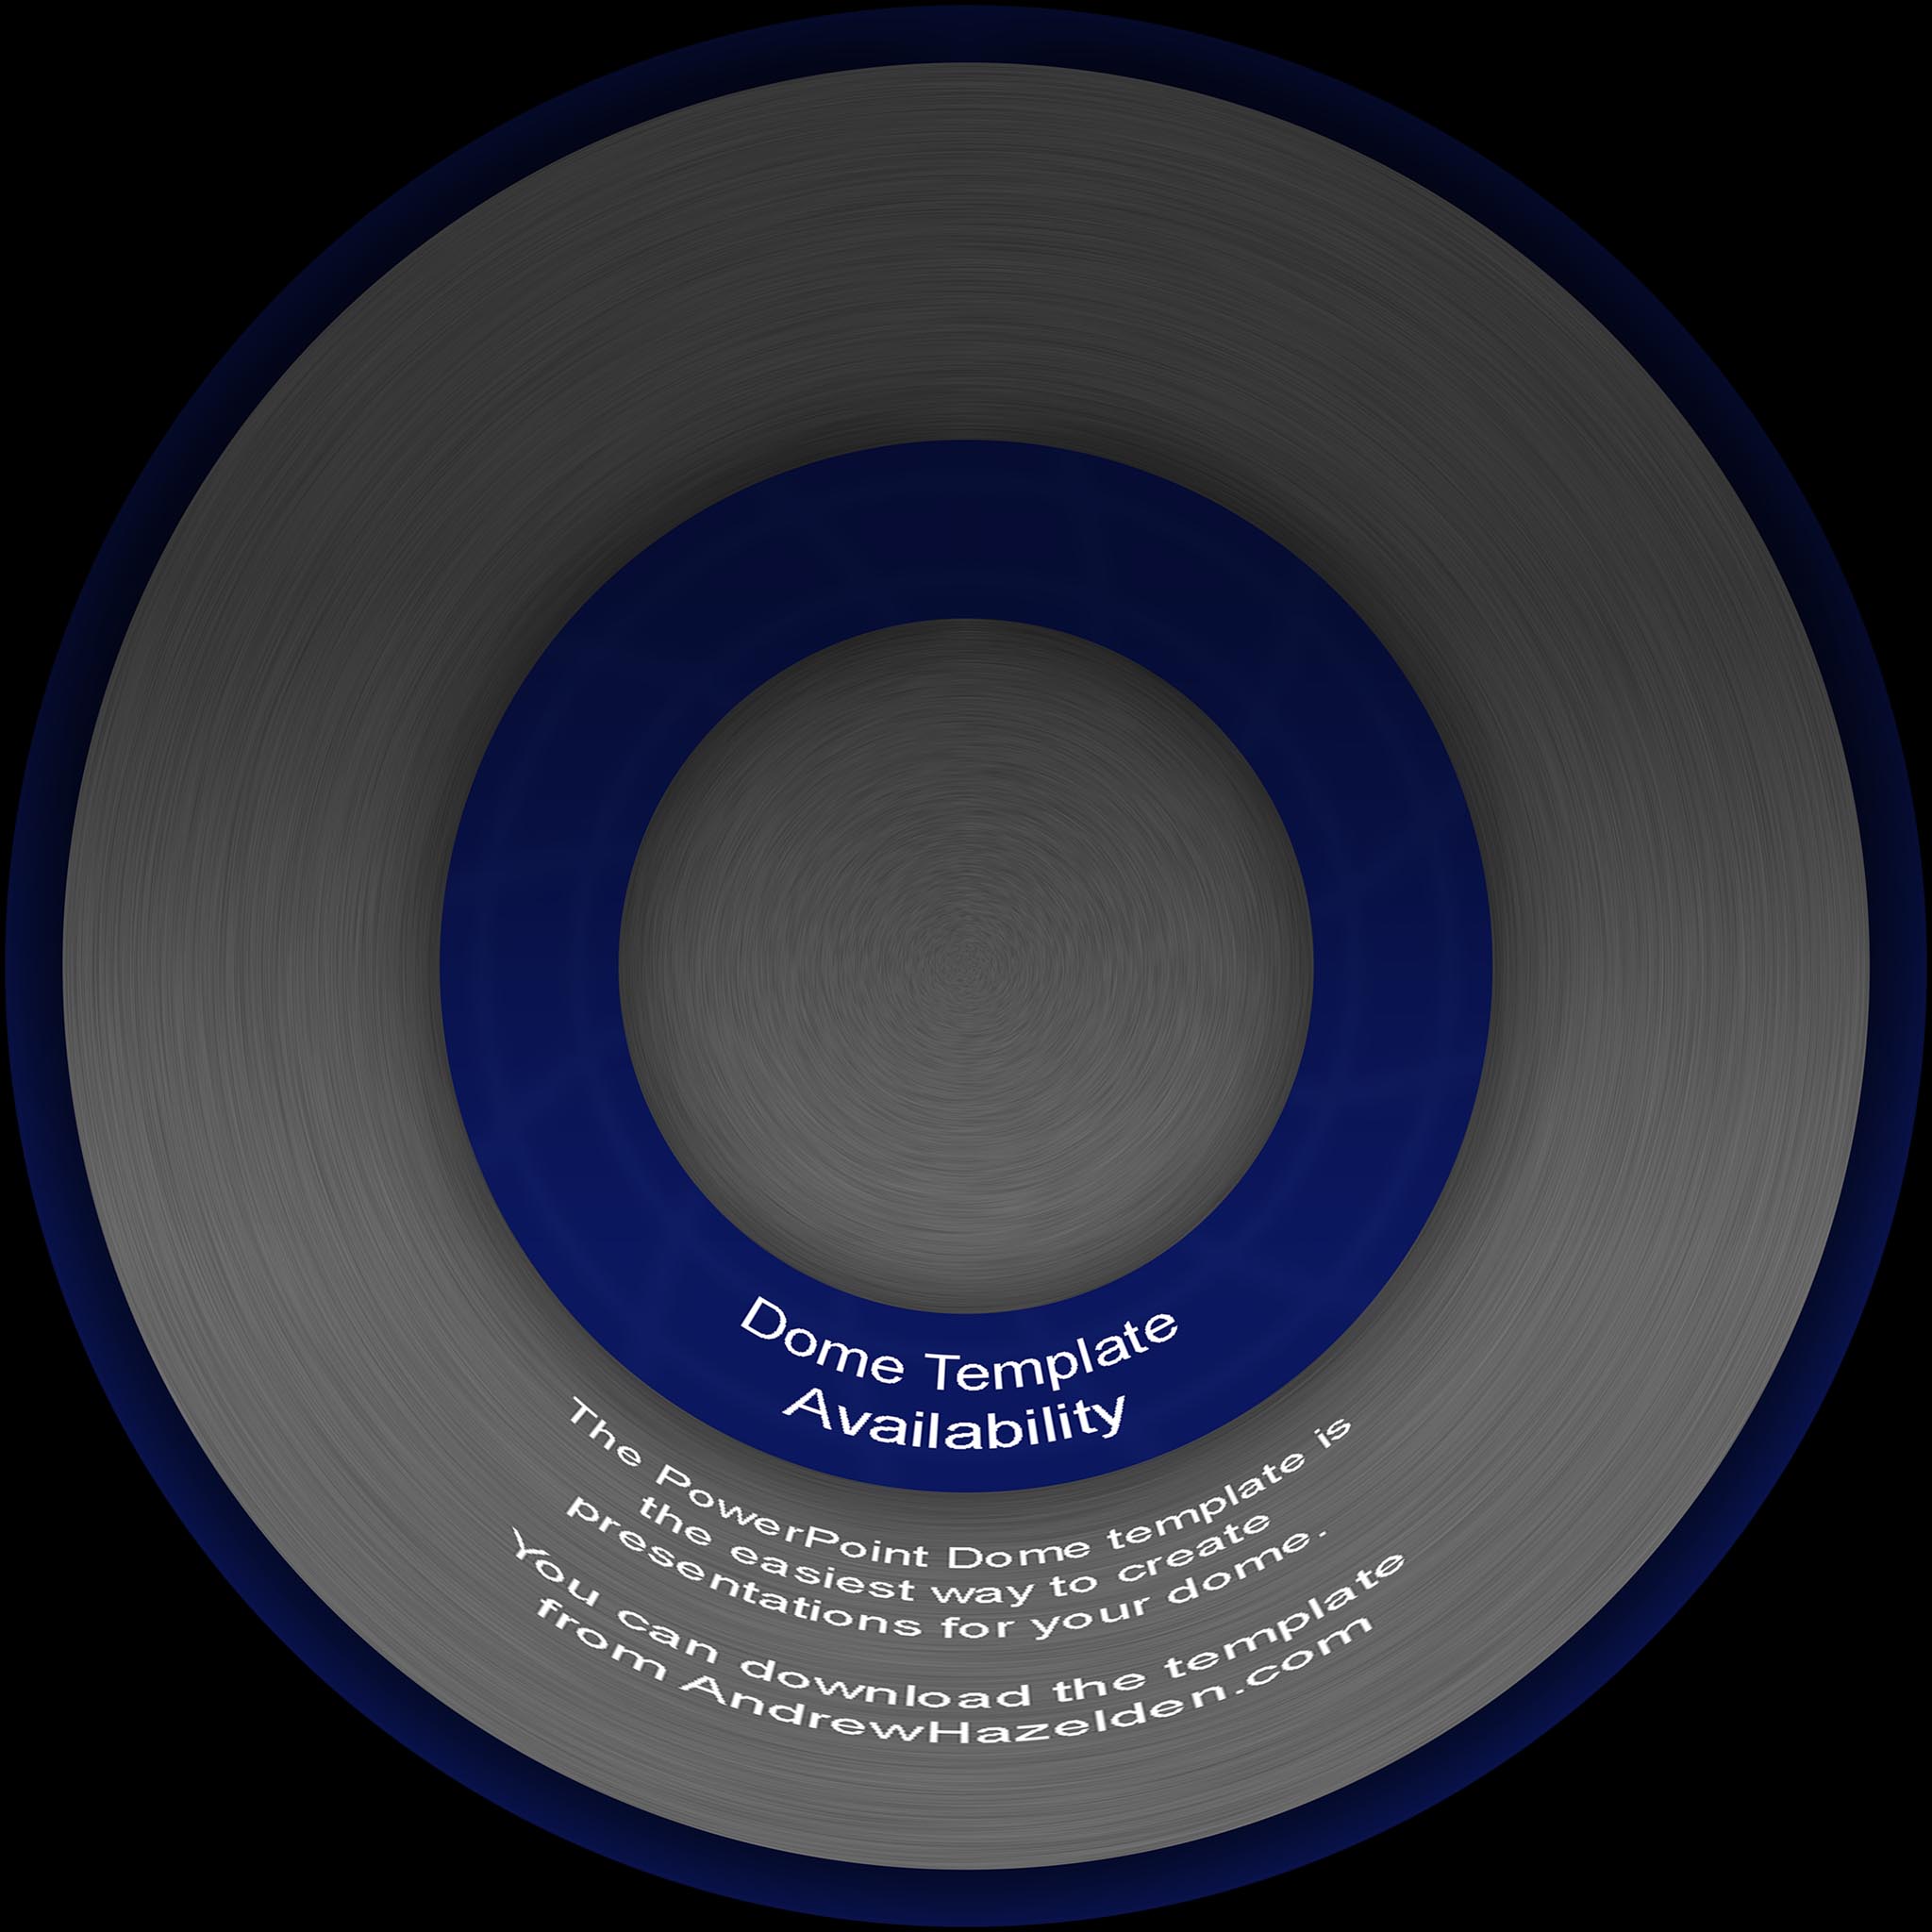 Dome Template
Availability
The PowerPoint Dome template is
the easiest way to create
presentations for your dome.
You can download the template
from AndrewHazelden.com